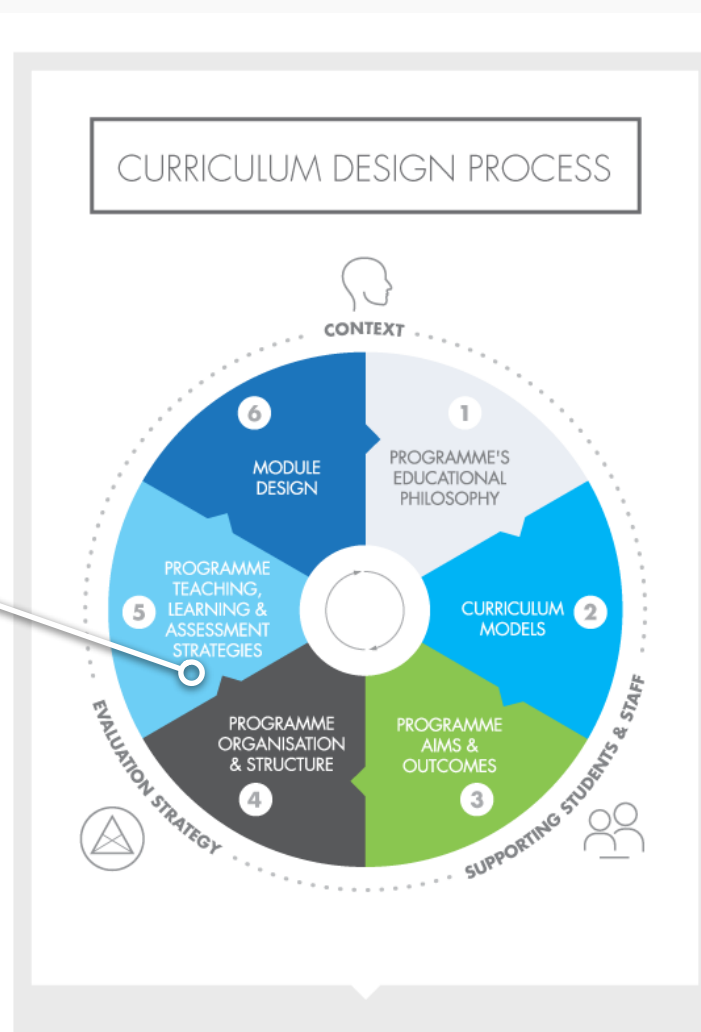 CURRICULUM DESIGN PROCESS
CONTEXT
1
PROGRAMME'S
EDUCATIONAL
PHILOSOPHY
2
CURRICULUM
MODELS
3
PROGRAMME
AIMS &
OUTCOMES
4
PROGRAMME
ORGANISATION
& STRUCTURE
5
PROGRAMME
TEACHING,
LEARNING &
ASSESSMENT
STRATEGIES
6
MODULE
DESIGN
SUPPORTING STUDENTS & STAFF
EVALUATION STRATEGY